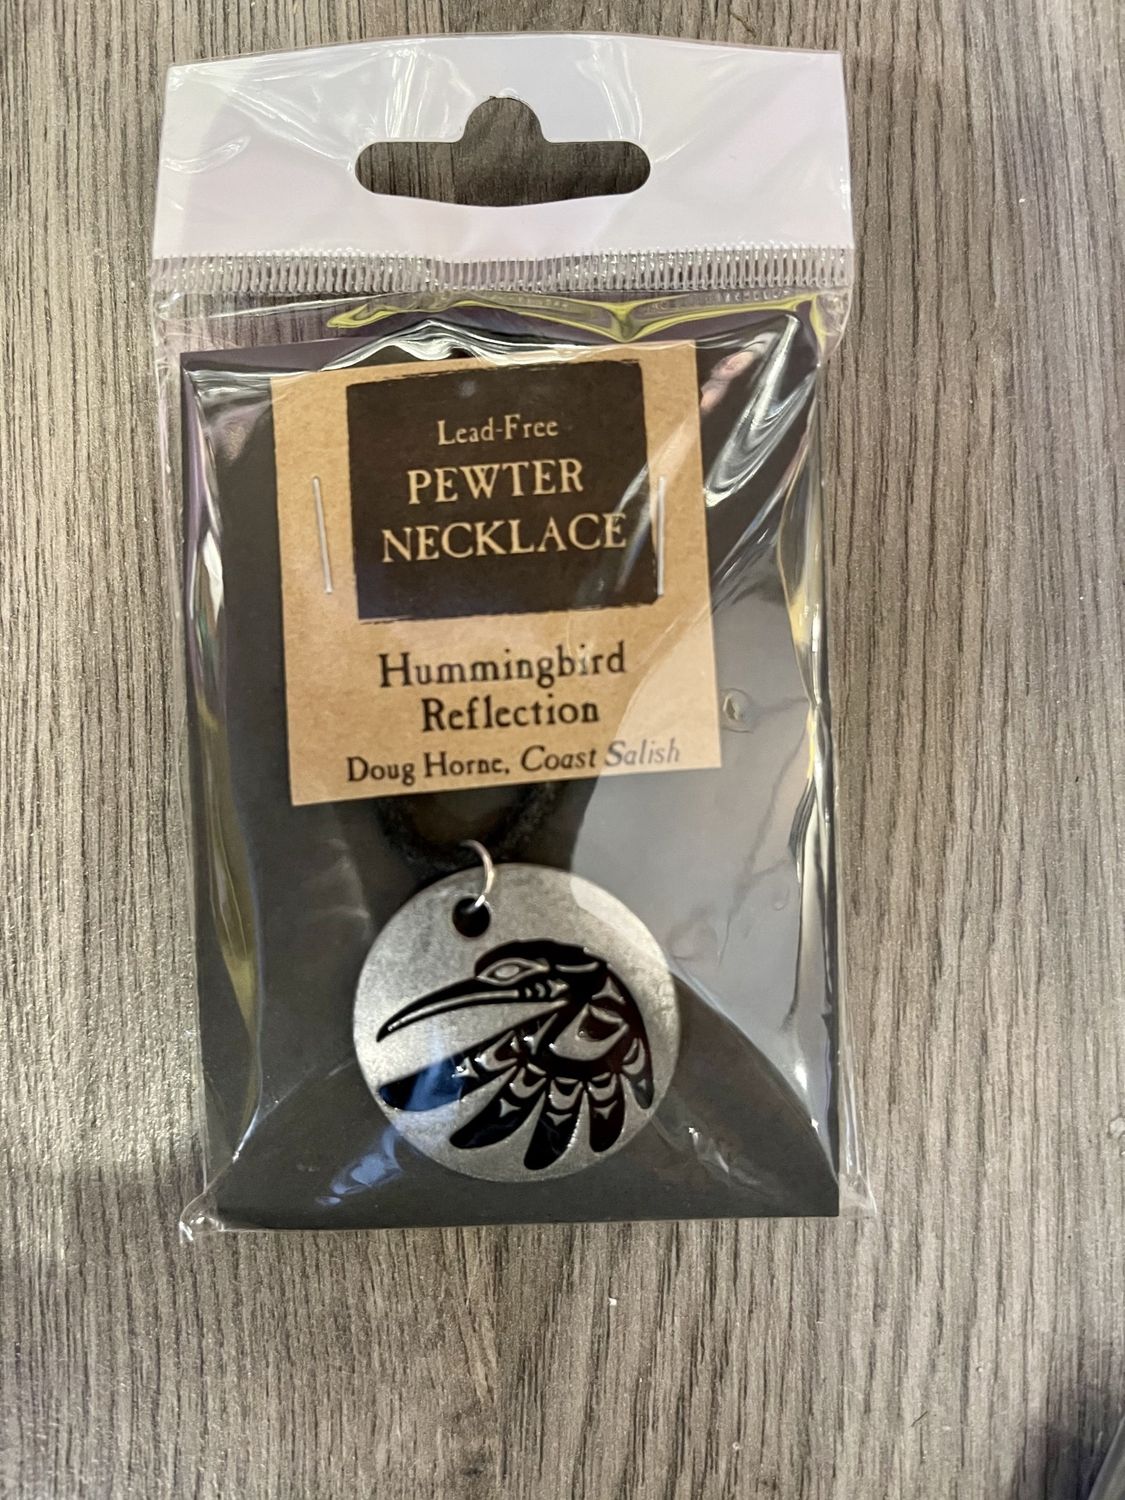 Lead-Free
PEWTER
NECKLACE
Hummingbird
Reflection
Doug Horne, Coast Salish